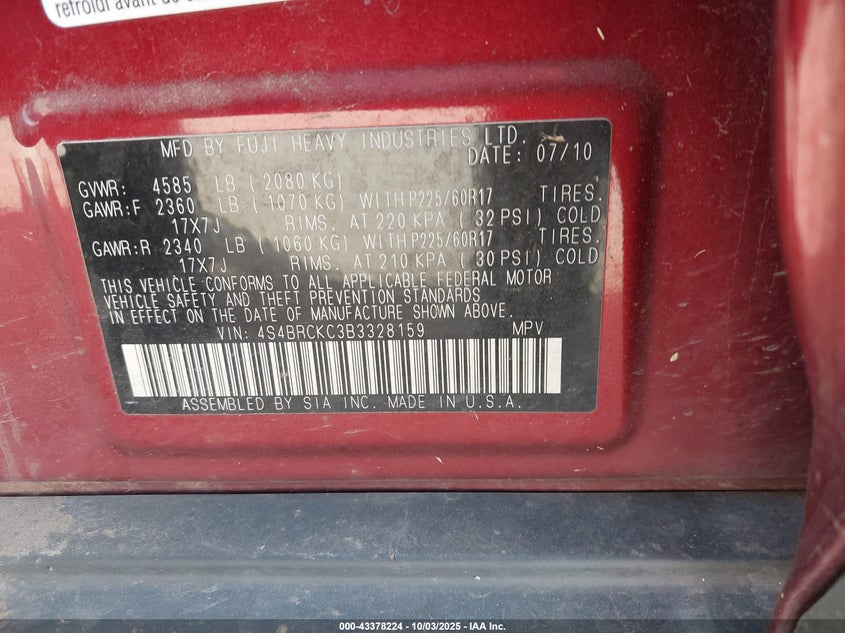 refroidi avant de
MFD BY FUJI HEAVY INDUSTRIES LTD.
DATE: 07/10
GVWR: 4585 LB (2080 KG)
GAWR:F 2360 LB (1070 KG) WITH P225/60R17 TIRES.
17X7J RIMS. AT 220 KPA (32 PSI) COLD
GAWR:R 2340 LB (1060 KG) WITH P225/60R17 TIRES.
17X7J RIMS. AT 210 KPA (30 PSI) COLD
THIS VEHICLE CONFORMS TO ALL APPLICABLE FEDERAL MOTOR
VEHICLE SAFETY AND THEFT PREVENTION STANDARDS
IN EFFECT ON THE DATE OF MANUFACTURE SHOWN ABOVE.
VIN: 4S4BRCKC3B3328159 MPV
ASSEMBLED BY SIA INC. MADE IN U.S.A.
000-43378224 - 10/03/2025 - IAA Inc.